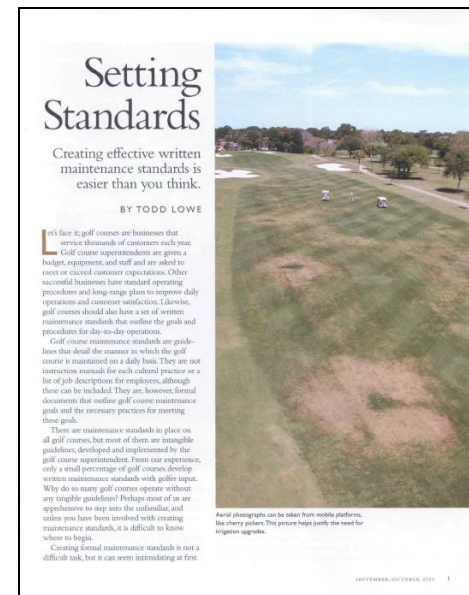 Setting
Standards
Creating effective written
maintenance standards is
easier than you think.
BY TODD LOWE
Let's face it; golf courses are businesses that
service thousands of customers each year.
Golf course superintendents are given a
budget, equipment, and staff and are asked to
meet or exceed customer expectations. Other
successful businesses have standard operating
procedures and long-range plans to improve daily
operations and customer satisfaction. Likewise,
golf courses should also have a set of written
maintenance standards that outline the goals and
procedures for day-to-day operations.
Golf course maintenance standards are guide-
lines that detail the manner in which the golf
course is maintained on a daily basis. They are not
instruction manuals for each cultural practice or a
list of job descriptions for employees, although
these can be included. They are, however, formal
documents that outline golf course maintenance
goals and the necessary practices for meeting
these goals.
There are maintenance standards in place on
all golf courses, but most of them are intangible
guidelines, developed and implemented by the
golf course superintendent. From our experience,
only a small percentage of golf courses develop
written maintenance standards with golfer input.
Why do so many golf courses operate without
any tangible guidelines? Perhaps most of us are
apprehensive to step into the unfamiliar, and
unless you have been involved with creating
maintenance standards, it is difficult to know
where to begin.
Creating formal maintenance standards is not a
difficult task, but it can seem intimidating at first.
Aerial photographs can be taken from mobile platforms,
like cherry pickers. This picture helps justify the need for
irrigation upgrades.
SEPTEMBER-OCTOBER 1